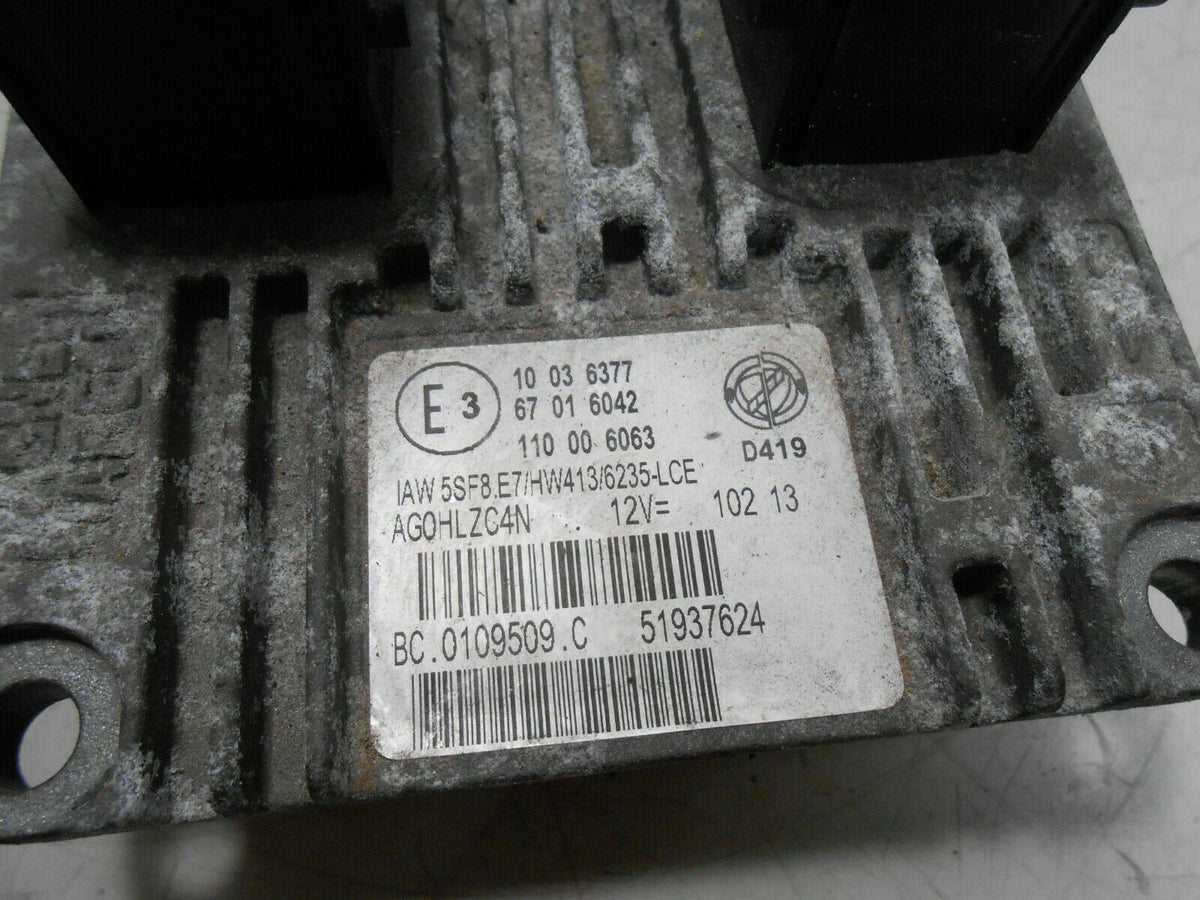 E 3
10 03 6377
67 01 6042
110 00 6063
D419
IAW 5SF8.E7/HW413/6235-LCE
AG0HLZC4N 12V= 102 13
BC.0109509.C 51937624